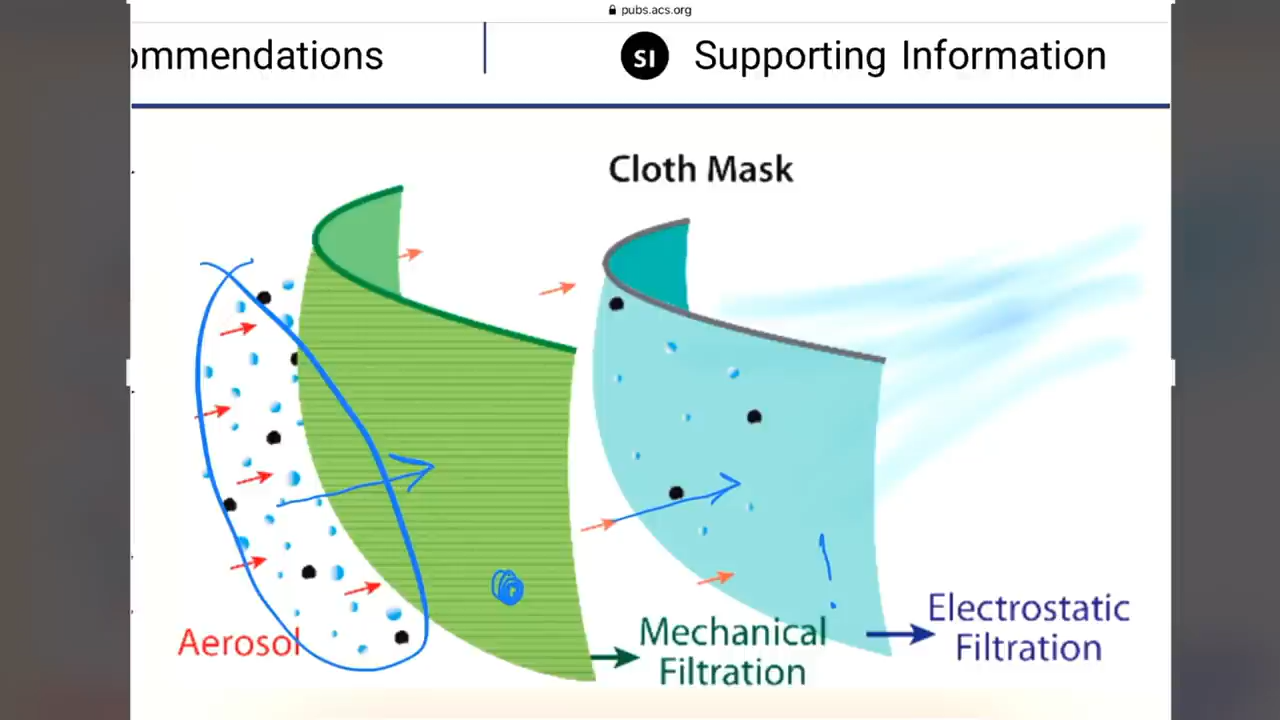 pubs.acs.org
ommendations
SI Supporting Information
Cloth Mask
Aerosol
Mechanical
Filtration
Electrostatic
Filtration